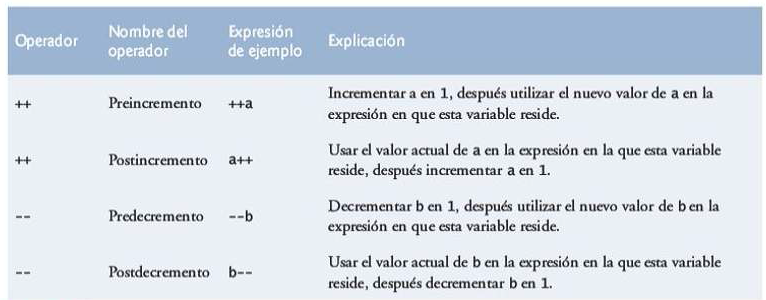 Operador Nombre del operador Expresión de ejemplo Explicación
++ Preincremento ++a Incrementar a en 1, después utilizar el nuevo valor de a en la
expresión en que esta variable reside.
++ Postincremento a++ Usar el valor actual de a en la expresión en la que esta variable
reside, después incrementar a en 1.
-- Predecremento --b Decrementar b en 1, después utilizar el nuevo valor de b en la
expresión en que esta variable reside.
-- Postdecremento b-- Usar el valor actual de b en la expresión en la que esta variable
reside, después decrementar b en 1.